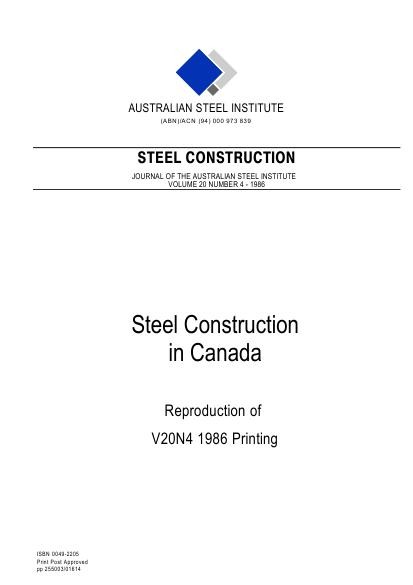 AUSTRALIAN STEEL INSTITUTE
(ABN)/ACN (94) 000 973 839
STEEL CONSTRUCTION
JOURNAL OF THE AUSTRALIAN STEEL INSTITUTE
VOLUME 20 NUMBER 4 - 1986
Steel Construction
in Canada
Reproduction of
V20N4 1986 Printing
ISBN 0049-2205
Print Post Approved
pp 255003/01614